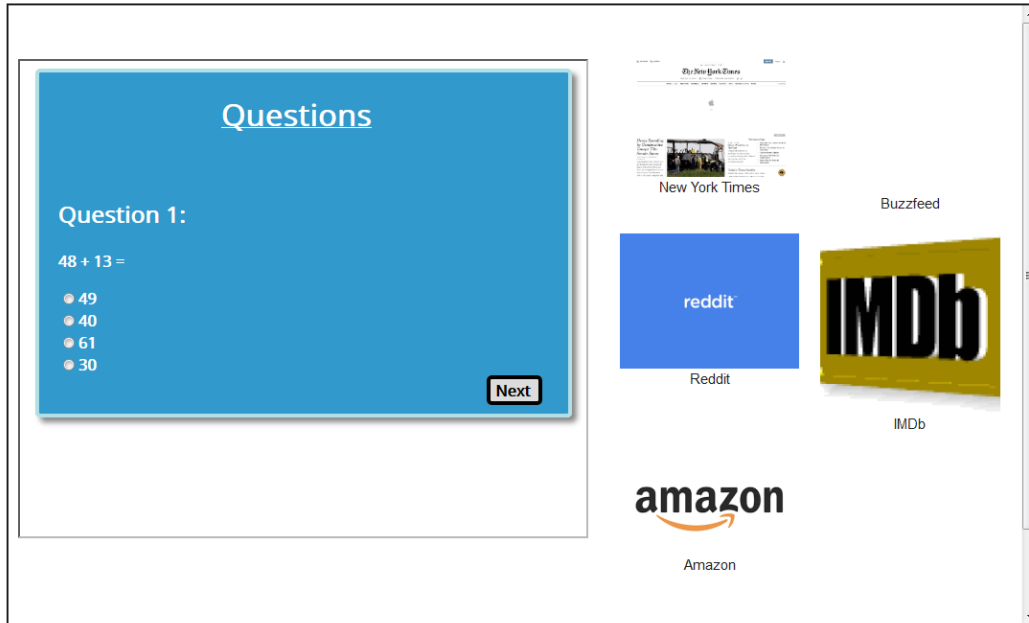 Questions
Question 1:
48 + 13 =
49
40
61
30
Next
The New York Times
New York Times
Buzzfeed
reddit
Reddit
IMDb
IMDb
amazon
Amazon